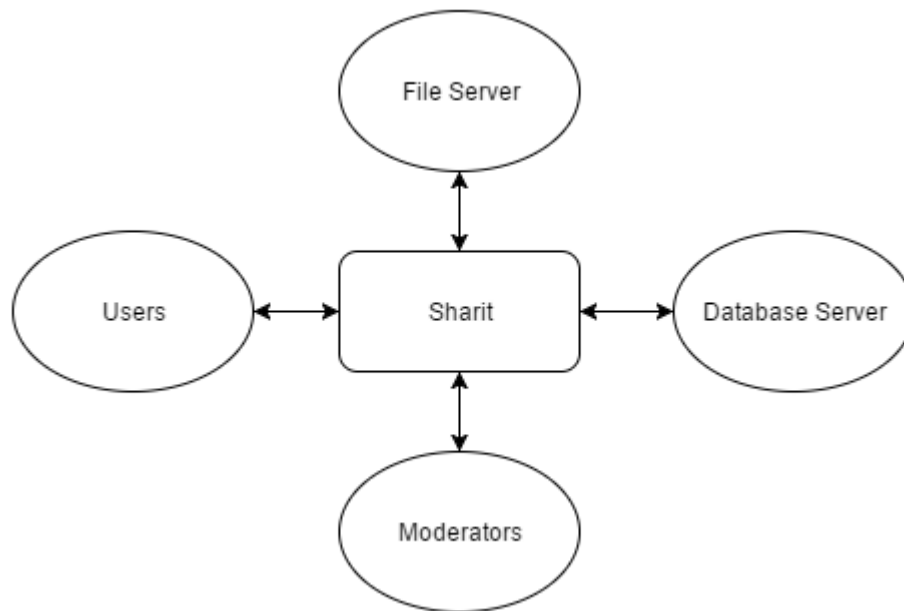 File Server
Users
Sharit
Database Server
Moderators